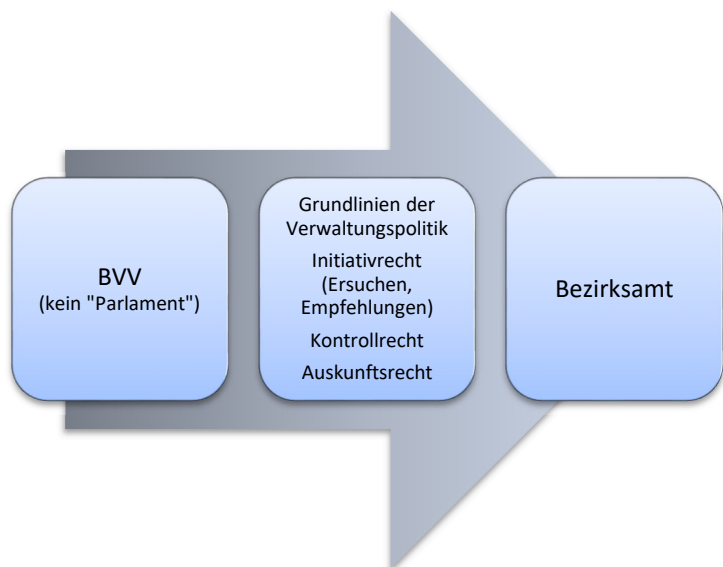 BVV
(kein "Parlament")
Grundlinien der
Verwaltungspolitik
Initiativrecht
(Ersuchen,
Empfehlungen)
Kontrollrecht
Auskunftsrecht
Bezirksamt